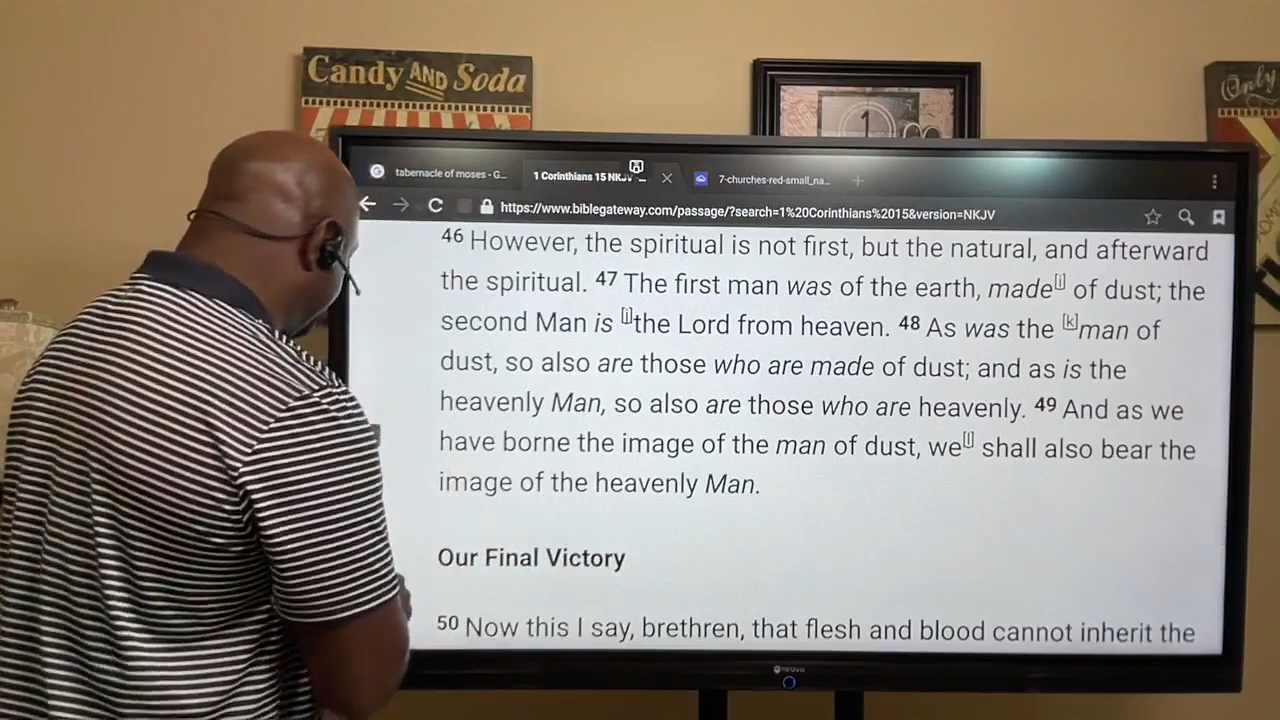 Candy AND Soda
1
Only
tabernacle of moses - G...
1 Corinthians 15 NKJV
7-churches-red-small_na...
https://www.biblegateway.com/passage/?search=1%20Corinthians%2015&version=NKJV
46 However, the spiritual is not first, but the natural, and afterward
the spiritual. 47 The first man was of the earth, made[i] of dust; the
second Man is [j]the Lord from heaven. 48 As was the [k]man of
dust, so also are those who are made of dust; and as is the
heavenly Man, so also are those who are heavenly. 49 And as we
have borne the image of the man of dust, we[l] shall also bear the
image of the heavenly Man.
Our Final Victory
50 Now this I say, brethren, that flesh and blood cannot inherit the